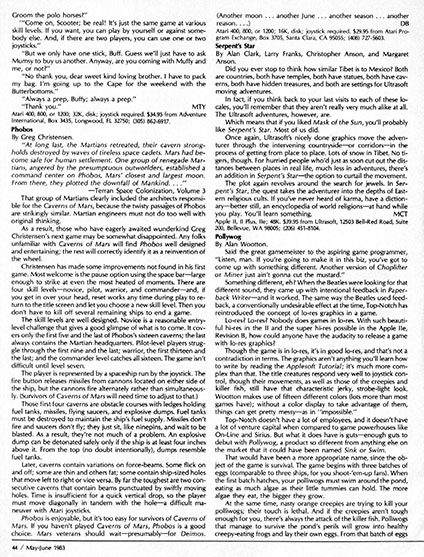 Groom the polo horses?"
"'Come on, Scooter; be real! It's just the same game at various
skill levels. If you want, you can play by yourself or against some-
body else. And, if there are two players, you can use one or two
joysticks."
"But we only have one stick, Buff. Guess we'll just have to ask
Mumsy to buy us another. Anyway, are you coming with Muffy and
me, or not?"
"No thank you, dear sweet kind loving brother. I have to pack
my bag. I'm going up to the Cape for the weekend with the
Butterbottoms."
"Always a prep, Buffy; always a prep."
"Thank you." MTY
Atari 400, 800, or 1200; 32K, disk; joystick required. $34.95 from Adventure
International, Box 3435, Longwood, FL 32750; (305) 862-6917.
Phobos
By Greg Christensen.
"At long last, the Martians retreated, their cavern strong-
holds destroyed by waves of tireless space cadets. Mars had be-
come safe for human settlement. One group of renegade Mar-
tians, angered by the presumptuous outworlders, established a
command center on Phobos, Mars' closest and largest moon.
From there, they plotted the downfall of Mankind. . . ."
—Terran Space Colonization, Volume 3
That group of Martians clearly included the architects responsi-
ble for the Caverns of Mars, because the twisty passages of Phobos
are strikingly similar. Martian engineers must not do too well with
original thinking.
As a result, those who have eagerly awaited wunderkind Greg
Christensen's next game may be somewhat disappointed. Any folks
unfamiliar with Caverns of Mars will find Phobos well designed
and entertaining; the rest will correctly identify it as a reinvention of
the wheel.
Christensen has made some improvements not found in his first
game. Most welcome is the pause option using the space bar—large
enough to strike at even the most heated of moments. There are
four skill levels—novice, pilot, warrior, and commander—and, if
you get in over your head, reset works any time during play to re-
turn to the title screen and let you choose a new skill level. Then you
don't have to kill off several remaining ships to end a game.
The skill levels are well designed. Novice is a reasonable entry-
level challenge that gives a good glimpse of what is to come. It cov-
ers only the first five and the last of Phobos's sixteen caverns; the last
always contains the Martian headquarters. Pilot-level players strug-
gle through the first nine and the last; warrior, the first thirteen and
the last; and the commander level catches all sixteen. The game isn't
difficult until level seven.
The player is represented by a spaceship run by the joystick. The
fire button releases missiles from cannons located on either side of
the ship, but the cannons fire alternately rather than simultaneous-
ly. (Survivors of Caverns of Mars will need time to adjust to that.)
Those first four caverns are obstacle courses with ledges holding
fuel tanks, missiles, flying saucers, and explosive dumps. Fuel tanks
must be destroyed to maintain the ship's fuel supply. Missiles don't
fire and saucers don't fly; they just sit, like ninepins, and wait to be
blasted. As a result, they're not much of a problem. An explosive
dump can be detonated safely only if the ship is at least four inches
above it. From the top (no doubt intentionally), dumps resemble
fuel tanks.
Later, caverns contain variations on force-beams. Some flick on
and off; some are thin and others fat; some contain ship-sized holes
that move left to right or vice versa. By far the toughest are two con-
secutive caverns that contain beams punctuated by swiftly moving
holes. Time is insufficient for a quick vertical drop, so the player
must move diagonally in tandem with the hole—a difficult ma-
neuver with Atari joysticks.
Phobos is enjoyable, but it's too easy for survivors of Caverns of
Mars. If you haven't played Caverns of Mars, Phobos is a good
choice. Mars veterans should wait—presumably—for Deimos.
(Another moon . . . another June . . . another season . . . another
reason. . . .) DB
Atari 400, 800, or 1200; 16K, disk; joystick required. $29.95 from Atari Pro-
gram Exchange, Box 3705, Santa Clara, CA 95055; (408) 727-5603.
Serpent's Star
By Alan Clark, Larry Franks, Christopher Anson, and Margaret
Anson.
Did you ever stop to think how similar Tibet is to Mexico? Both
are countries, both have temples, both have statues, both have cav-
erns, both have hidden treasures, and both are settings for Ultrasoft
moving adventures.
In fact, if you think back to your last visits to each of these lo-
cales, you'll remember that they aren't really very much alike at all.
The Ultrasoft adventures, however, are.
Which means that if you liked Mask of the Sun, you'll probably
like Serpent's Star. Most of us did.
Once again, Ultrasoft's nicely done graphics move the adven-
turer through the intervening countryside—or corridors—in the
process of getting from place to place. Lots of yows in Tibet. No ti-
gers, though. For hurried people who'd just as soon cut out the dis-
tances between places in real life, much less in adventures, there's
an addition in Serpent's Star—the option to curtail the movement.
The plot again revolves around the search for jewels. In Ser-
pent's Star, the quest takes the adventurer into the depths of East-
ern religious cults. If you've never heard of karma, have a diction-
ary—better still, an encyclopedia of world religions—at hand while
you play. You'll learn something. MCT
Apple II, II Plus, IIe; 48K. $39.95 from Ultrasoft, 12503 Bell-Red Road, Suite
200, Bellevue, WA 98005; (206) 451-8104.
Pollywog
By Alan Wootton.
Said the great gamemeister to the aspiring game programmer,
"Listen, man. If you're going to make it in this biz, you've got to
come up with something different. Another version of Choplifter
or Miner just ain't gonna cut the mustard."
Something different, eh? When the Beatles were looking for that
different sound, they came up with intentional feedback in Paper-
back Writer—and it worked. The same way the Beatles used feed-
back, a conventionally undesirable effect at the time, Top-Notch has
reintroduced the concept of lo-res graphics in a game.
Lo-res? Lo-res? Nobody does games in lo-res. With such beauti-
ful hi-res in the II and the super hi-res possible in the Apple IIe,
Revision B, how could anyone have the audacity to release a game
with lo-res graphics?
Though the game is in lo-res, it's in good lo-res, and that's not a
contradiction in terms. The graphics aren't anything you'll learn how
to write by reading the Applesoft Tutorial; it's much more com-
plex than that. The title creatures respond very well to joystick con-
trol, though their movements, as well as those of the creepies and
killer fish, still have that characteristic jerky, strobe-light look.
Wootton makes use of fifteen different colors (lots more than most
games have); without a color display to take advantage of them,
things can get pretty messy—as in "impossible."
Top-Notch doesn't have a lot of employees, and it doesn't have
a lot of venture capital when compared to game powerhouses like
On-Line and Sirius. But what it does have is guts—enough guts to
debut with Pollywog, a product so different from anything else on
the market that it could have been named Sink or Swim.
That would have been a more appropriate name, since the ob-
ject of the game is survival. The game begins with three batches of
eggs (comparable to three ships, for you shoot-'em-up fans). When
the first batch hatches, your polliwogs must swim around the pond,
eating as much algae as their little tummies can hold. The more
algae they eat, the bigger they grow.
At the same time, nasty orange creepies are trying to kill your
polliwogs; their touch is lethal. And if the creepies aren't tough
enough for you, there's always the attack of the killer fish. Polliwogs
that manage to survive the pond's perils will grow into healthy
creepy-eating frogs and lay their own eggs. From that batch of eggs
44 / May-June 1983